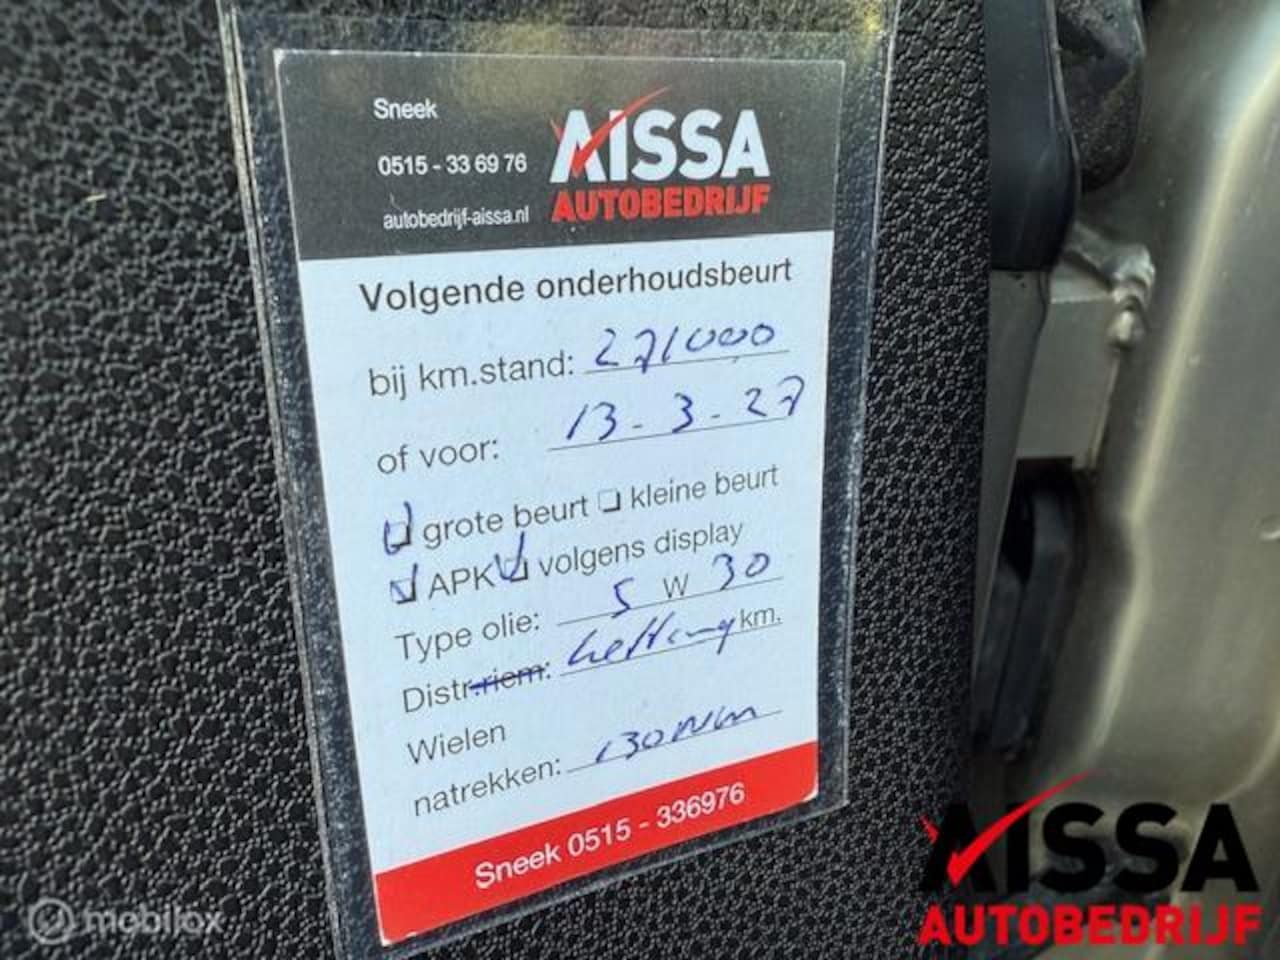 Sneek
0515 - 33 69 76
autobedrijf-aissa.nl
AISSA
AUTOBEDRIJF
Volgende onderhoudsbeurt
bij km.stand: 271000
of voor: 13-3-27
grote beurt kleine beurt
APK volgens display
Type olie: 5 W 30
Distr.riem: ketting km.
Wielen
natrekken: 130NM
Sneek 0515 - 336976
AISSA
AUTOBEDRIJF
mobilox